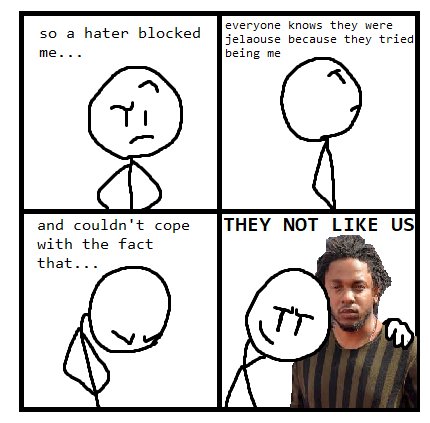 so a hater blocked
me...
everyone knows they were
jelaouse because they tried
being me
and couldn't cope
with the fact
that...
THEY NOT LIKE US